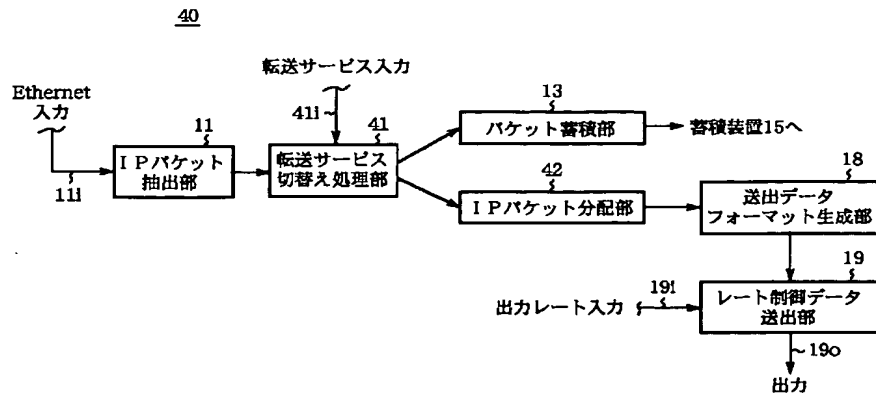 40
Ethernet
入力
11i
11
IPパケット
抽出部
転送サービス入力
41i
41
転送サービス
切替え処理部
13
パケット蓄積部
蓄積装置15へ
42
IPパケット分配部
18
送出データ
フォーマット生成部
出力レート入力
19i
19
レート制御データ
送出部
19o
出力